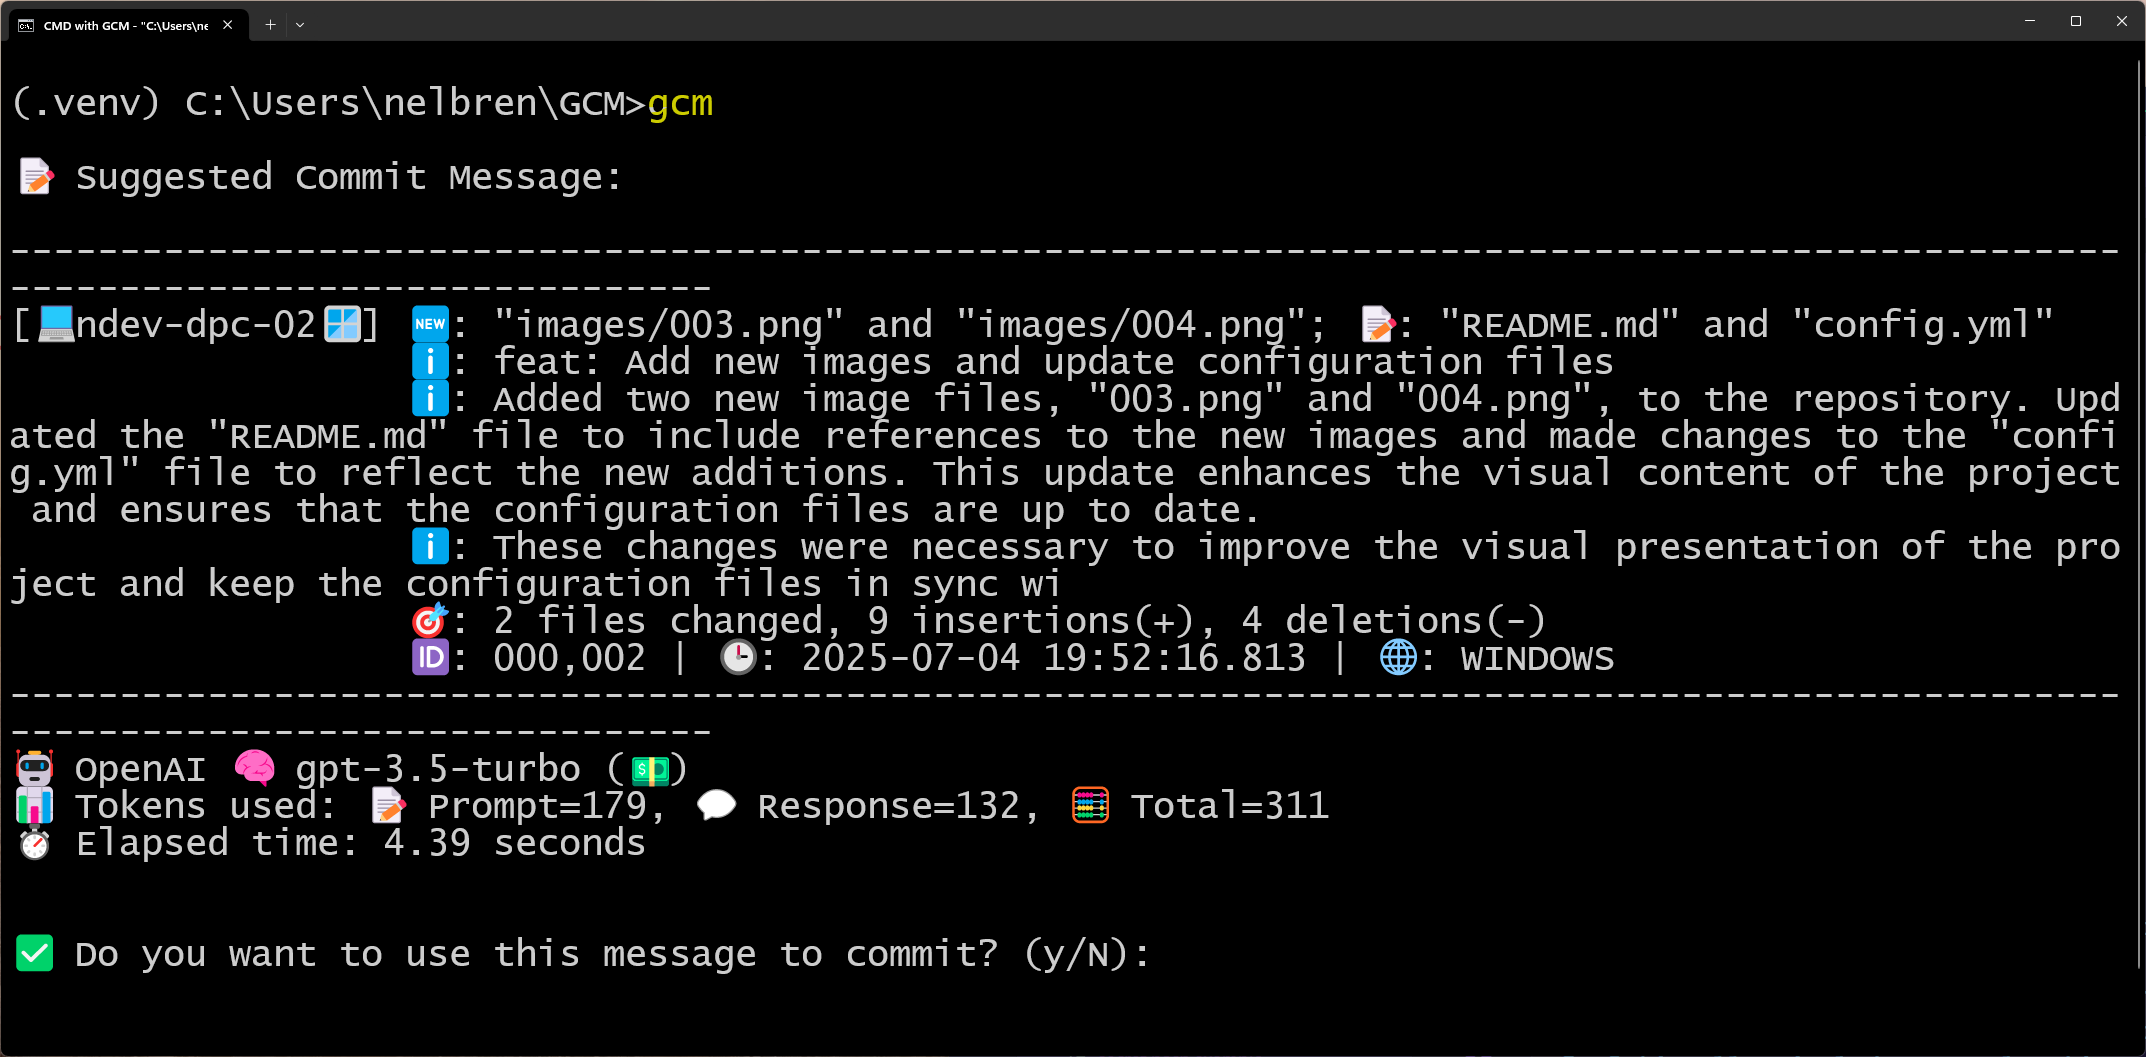 CMD with GCM - "C:\Users\ne
(.venv) C:\Users\nelbren\GCM>gcm
📝 Suggested Commit Message:
------------------------------------------------------------------------------------------------
--------------------------------
[💻ndev-dpc-02🪟] 🆕: "images/003.png" and "images/004.png"; 📝: "README.md" and "config.yml"
ℹ️: feat: Add new images and update configuration files
ℹ️: Added two new image files, "003.png" and "004.png", to the repository. Upd
ated the "README.md" file to include references to the new images and made changes to the "confi
g.yml" file to reflect the new additions. This update enhances the visual content of the project
and ensures that the configuration files are up to date.
ℹ️: These changes were necessary to improve the visual presentation of the pro
ject and keep the configuration files in sync wi
🎯: 2 files changed, 9 insertions(+), 4 deletions(-)
🆔: 000,002 | 🕒: 2025-07-04 19:52:16.813 | 🌐: WINDOWS
------------------------------------------------------------------------------------------------
--------------------------------
🤖 OpenAI 🧠 gpt-3.5-turbo (💵)
📊 Tokens used: 📝 Prompt=179, 💬 Response=132, 🧮 Total=311
⏱️ Elapsed time: 4.39 seconds
✅ Do you want to use this message to commit? (y/N):